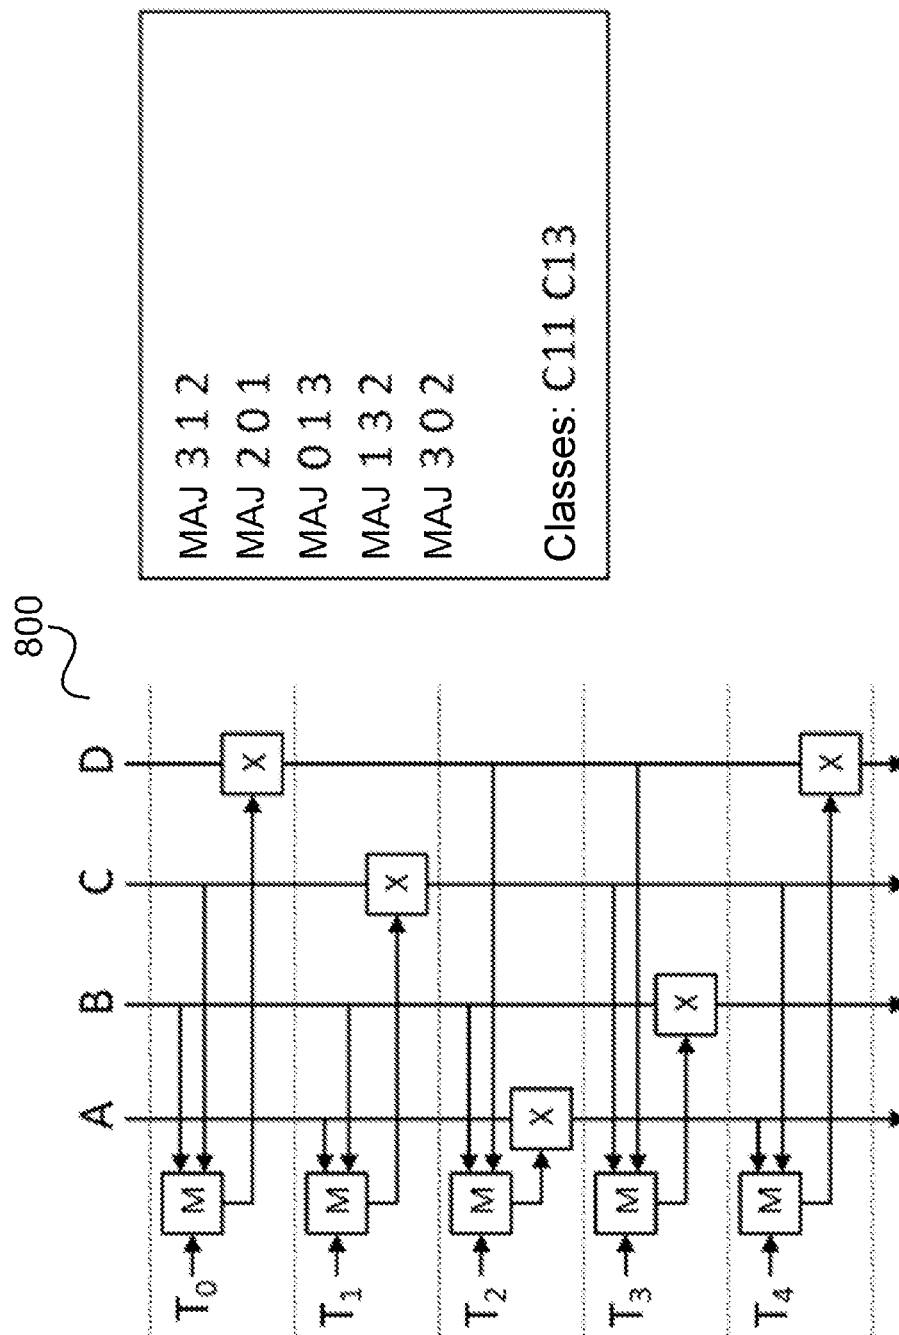 800
A B C D
T0 M X
T1 M X
T2 M X
T3 M X
T4 M X
MAJ 3 1 2
MAJ 2 0 1
MAJ 0 1 3
MAJ 1 3 2
MAJ 3 0 2
Classes: C11 C13